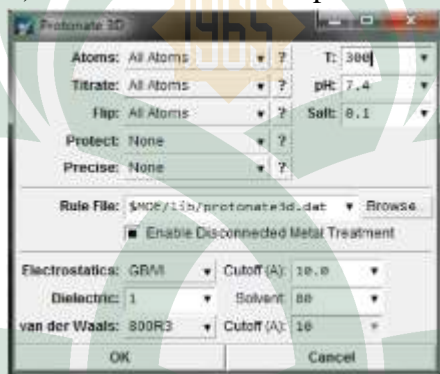 Protonate 3D
Atoms: All Atoms ? T: 300
Titrate: All Atoms ? pH: 7.4
Flip: All Atoms ? Salt: 0.1
Protect: None ?
Precise: None ?
Rule File: $MOE/lib/protonate3d.dat Browse
Enable Disconnected Metal Treatment
Electrostatics: GB/VI Cutoff (A): 10.0
Dielectric: 1 Solvent: 80
van der Waals: 800R3 Cutoff (A): 10
OK Cancel